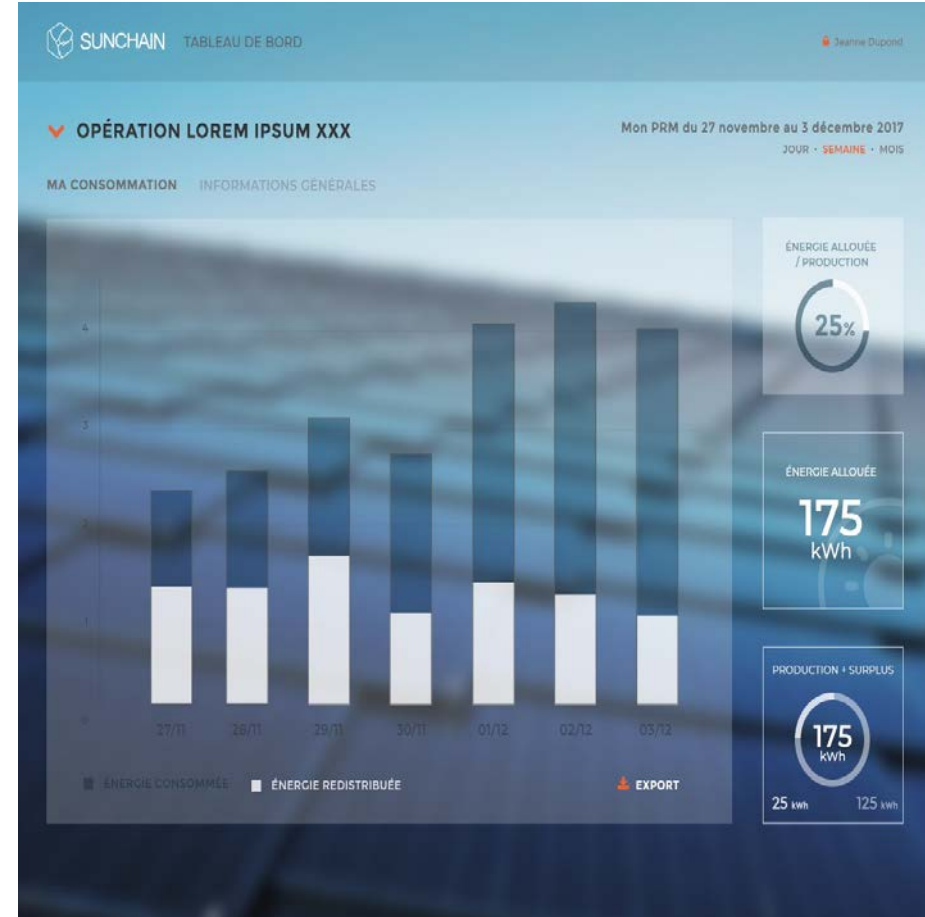 SUNCHAIN TABLEAU DE BORD
Jeanne Dupond
OPÉRATION LOREM IPSUM XXX
Mon PRM du 27 novembre au 3 décembre 2017
JOUR · SEMAINE · MOIS
MA CONSOMMATION INFORMATIONS GÉNÉRALES
ÉNERGIE ALLOUÉE
/ PRODUCTION
25%
4
3
2
1
0
27/11 28/11 29/11 30/11 01/12 02/12 03/12
ÉNERGIE CONSOMMÉE ÉNERGIE REDISTRIBUÉE
EXPORT
ÉNERGIE ALLOUÉE
175
kWh
PRODUCTION + SURPLUS
175
kWh
25 kWh 125 kWh